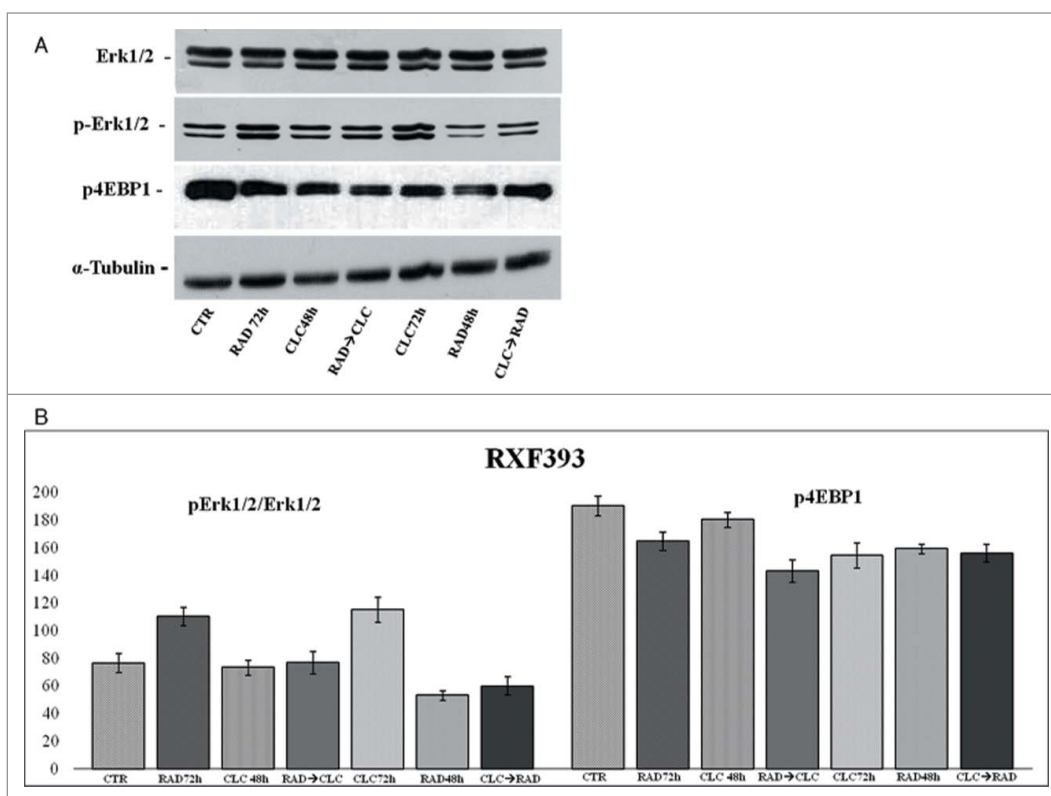 A
Erk1/2 -
p-Erk1/2 -
p4EBP1 -
α-Tubulin -
CTR
RAD 72h
CLC48h
RAD→CLC
CLC72h
RAD48h
CLC→RAD
B
RXF393
pErk1/2/Erk1/2
p4EBP1
200
180
160
140
120
100
80
60
40
20
0
CTR RAD72h CLC 48h RAD→CLC CLC72h RAD48h CLC→RAD CTR RAD72h CLC 48h RAD→CLC CLC72h RAD48h CLC→RAD